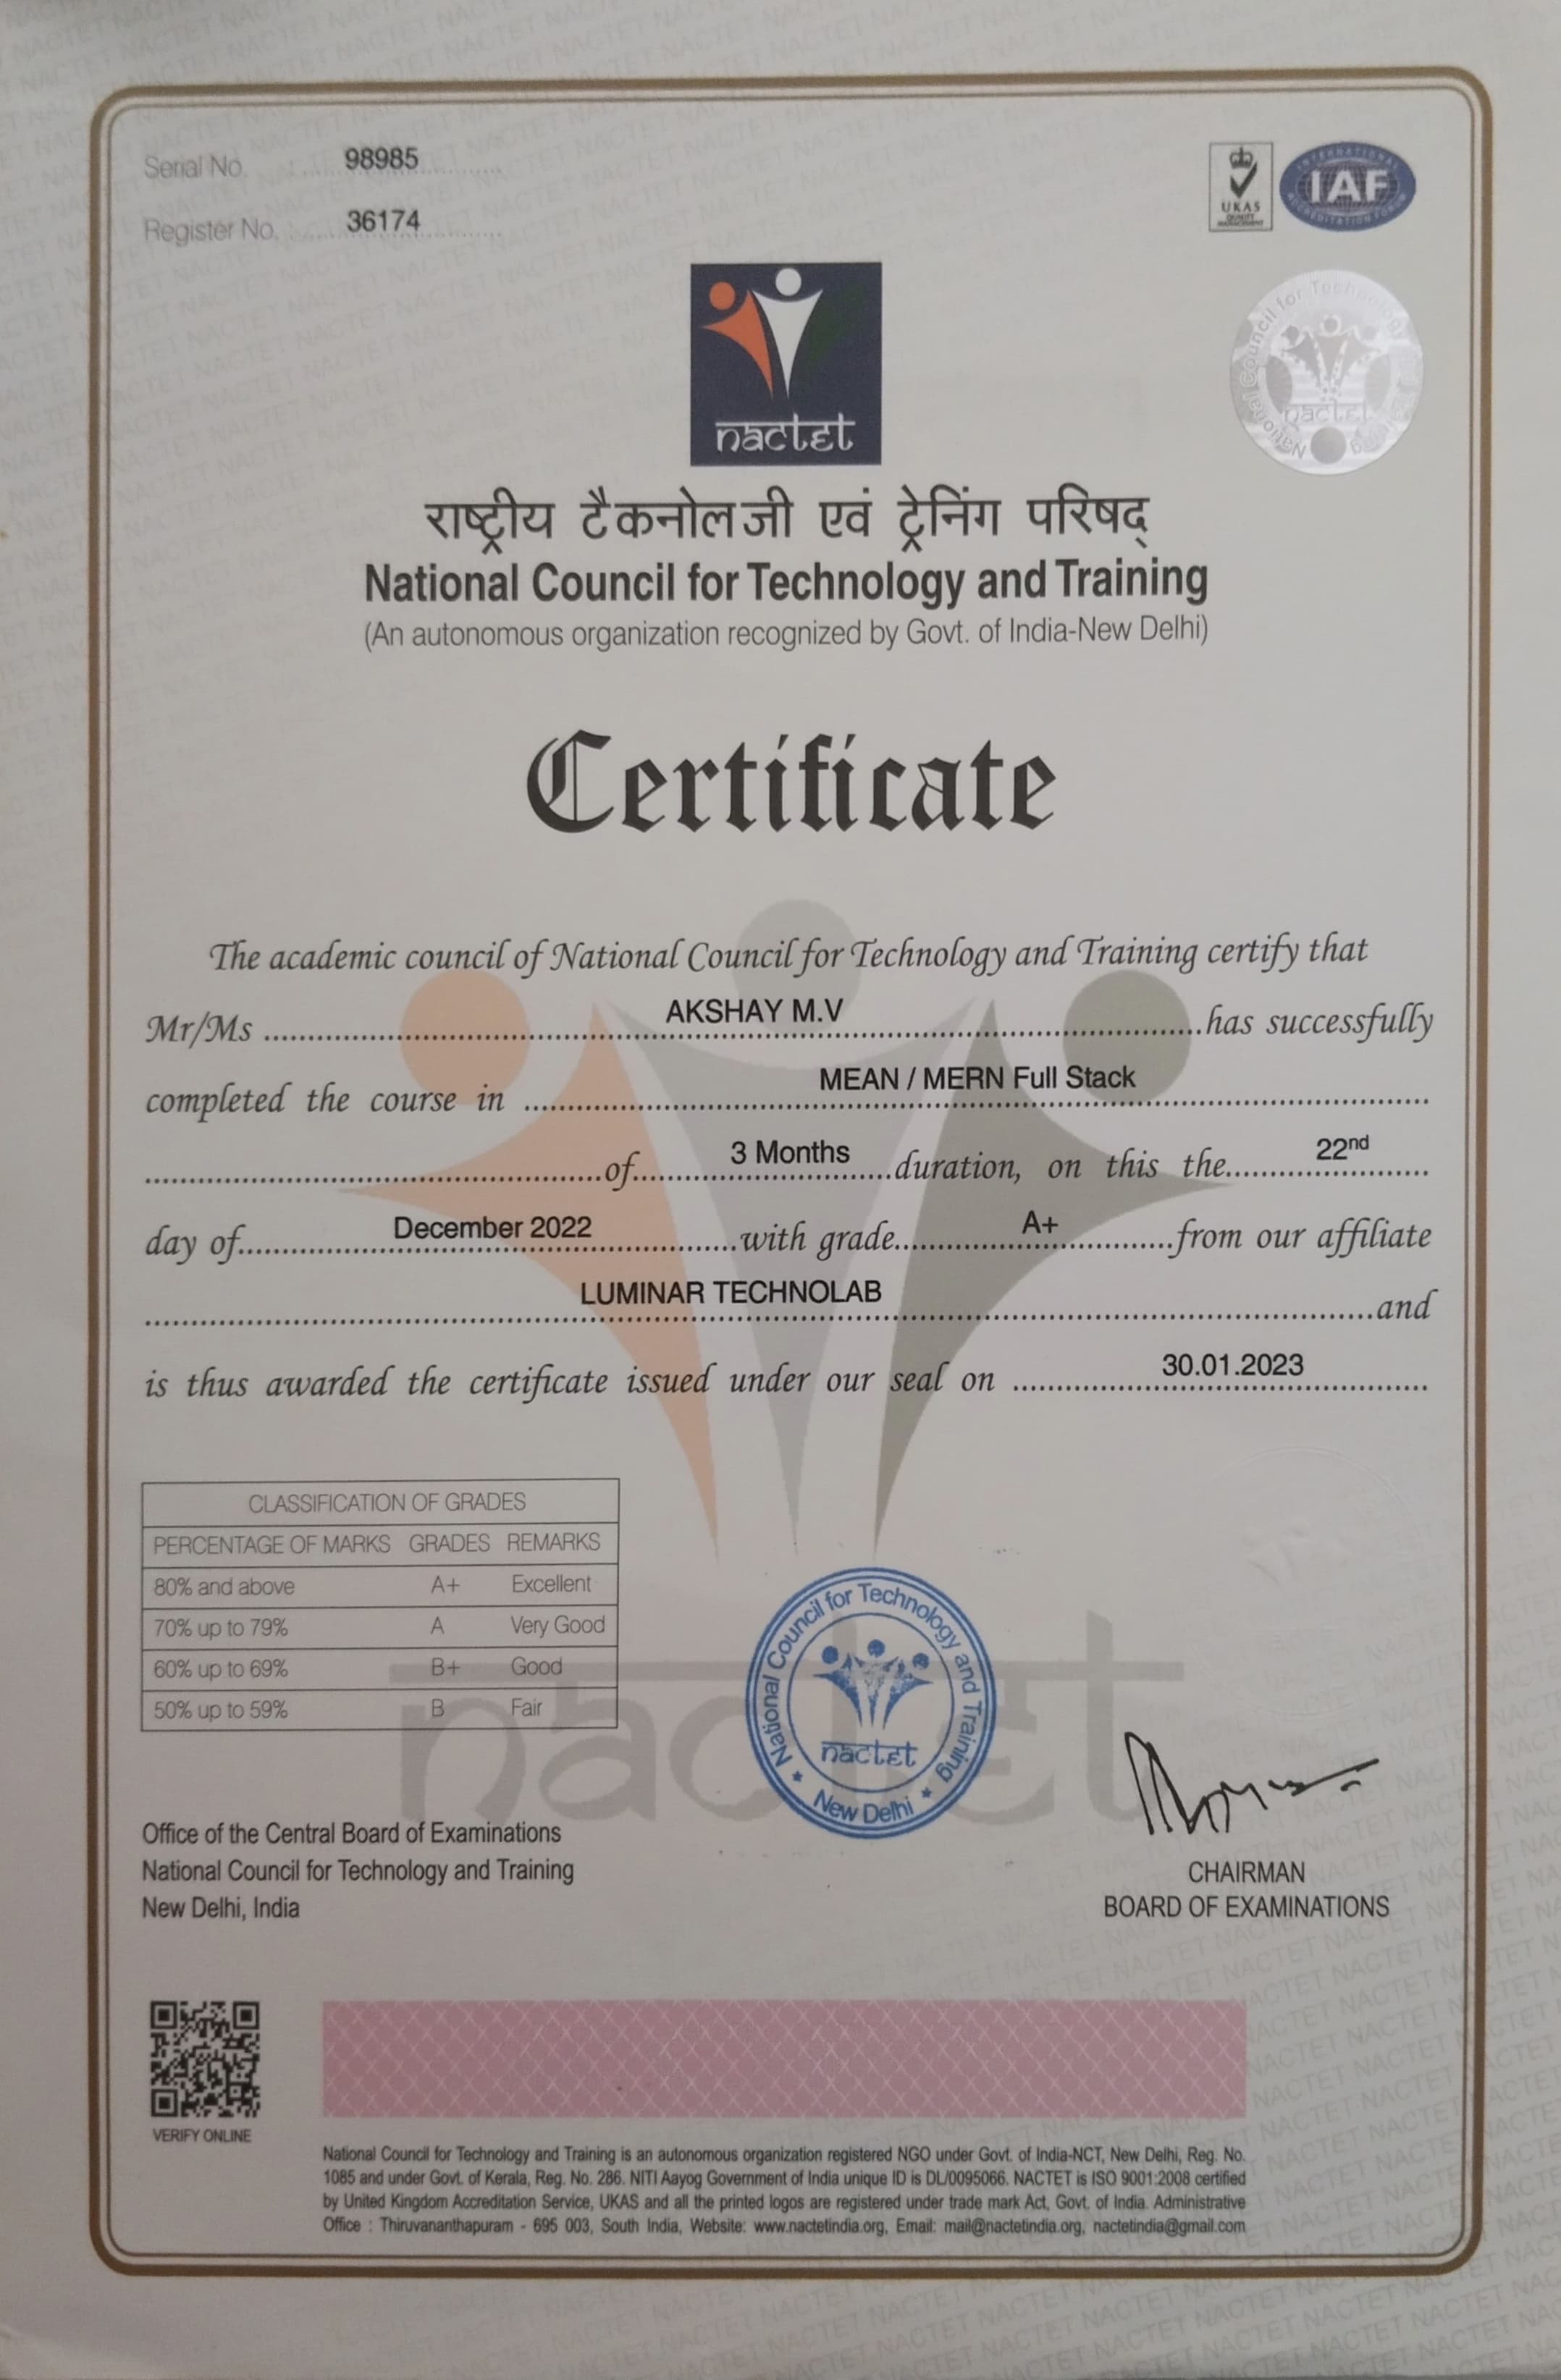 Serial No. : 98985
Register No. : 36174
UKAS
QUALITY
MANAGEMENT
INTERNATIONAL
IAF
ACCREDITATION FORUM
nactet
National Council for Technology
nactet
राष्ट्रीय टैकनोलजी एवं ट्रेनिंग परिषद्
National Council for Technology and Training
(An autonomous organization recognized by Govt. of India-New Delhi)
Certificate
The academic council of National Council for Technology and Training certify that
Mr/Ms AKSHAY M.V has successfully
completed the course in MEAN / MERN Full Stack
of 3 Months duration, on this the 22nd
day of December 2022 with grade A+ from our affiliate
LUMINAR TECHNOLAB and
is thus awarded the certificate issued under our seal on 30.01.2023
CLASSIFICATION OF GRADES
PERCENTAGE OF MARKS GRADES REMARKS
80% and above A+ Excellent
70% up to 79% A Very Good
60% up to 69% B+ Good
50% up to 59% B Fair
nactet
National Council for Technology and Training
nactet
New Delhi
Office of the Central Board of Examinations
National Council for Technology and Training
New Delhi, India
CHAIRMAN
BOARD OF EXAMINATIONS
VERIFY ONLINE
National Council for Technology and Training is an autonomous organization registered NGO under Govt. of India-NCT, New Delhi, Reg. No.
1085 and under Govt. of Kerala, Reg. No. 286. NITI Aayog Government of India unique ID is DL/0095066. NACTET is ISO 9001:2008 certified
by United Kingdom Accreditation Service, UKAS and all the printed logos are registered under trade mark Act, Govt. of India. Administrative
Office : Thiruvananthapuram - 695 003, South India, Website: www.nactetindia.org, Email: mail@nactetindia.org, nactetindia@gmail.com